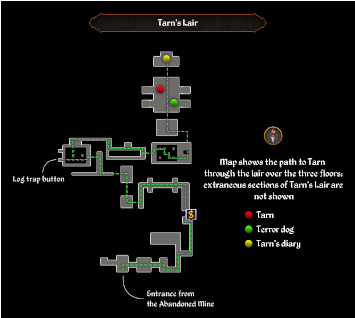 Tarn's Lair
Map shows the path to Tarn
through the lair over the three floors;
extraneous sections of Tarn's Lair are
not shown
Tarn
Terror dog
Tarn's diary
Log trap button
Entrance from
the Abandoned Mine